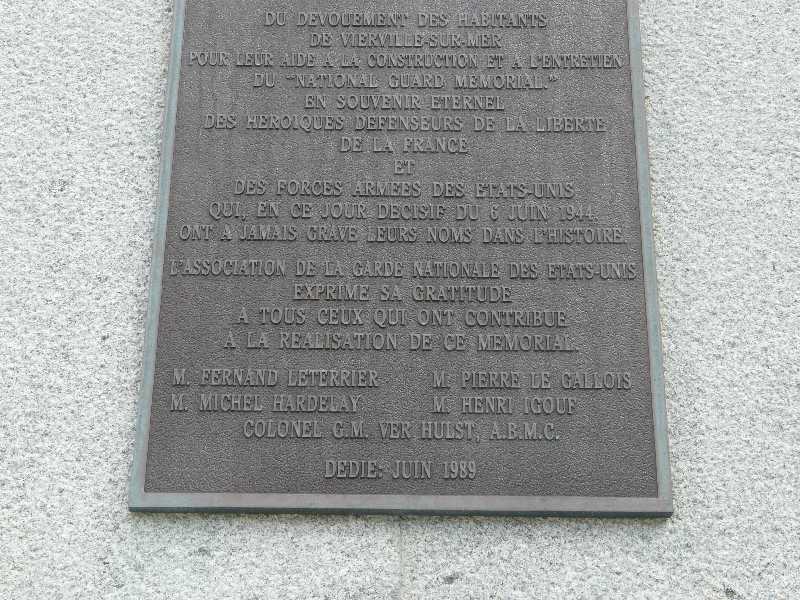 DU DEVOUEMENT DES HABITANTS
DE VIERVILLE-SUR-MER
POUR LEUR AIDE A LA CONSTRUCTION ET A L'ENTRETIEN
DU "NATIONAL GUARD MEMORIAL"
EN SOUVENIR ETERNEL
DES HEROIQUES DEFENSEURS DE LA LIBERTE
DE LA FRANCE
ET
DES FORCES ARMEES DES ETATS-UNIS
QUI, EN CE JOUR DECISIF DU 6 JUIN 1944,
ONT A JAMAIS GRAVE LEURS NOMS DANS L'HISTOIRE.
L'ASSOCIATION DE LA GARDE NATIONALE DES ETATS-UNIS
EXPRIME SA GRATITUDE
A TOUS CEUX QUI ONT CONTRIBUE
A LA REALISATION DE CE MEMORIAL.
M. FERNAND LETERRIER M. PIERRE LE GALLOIS
M. MICHEL HARDELAY M. HENRI IGOUF
COLONEL G.M. VER HULST, A.B.M.C.
DEDIE: JUIN 1989